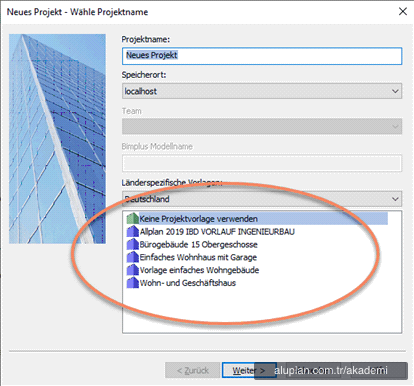 Neues Projekt - Wähle Projektname
Projektname:
Neues Projekt
Speicherort:
localhost
Team
Bimplus Modellname
Länderspezifische Vorlagen:
Deutschland
Keine Projektvorlage verwenden
Allplan 2019 IBD VORLAUF INGENIEURBAU
Bürogebäude 15 Obergeschosse
Einfaches Wohnhaus mit Garage
Vorlage einfaches Wohngebäude
Wohn- und Geschäftshaus
< Zurück Weiter >
aluplan.com.tr/akademi